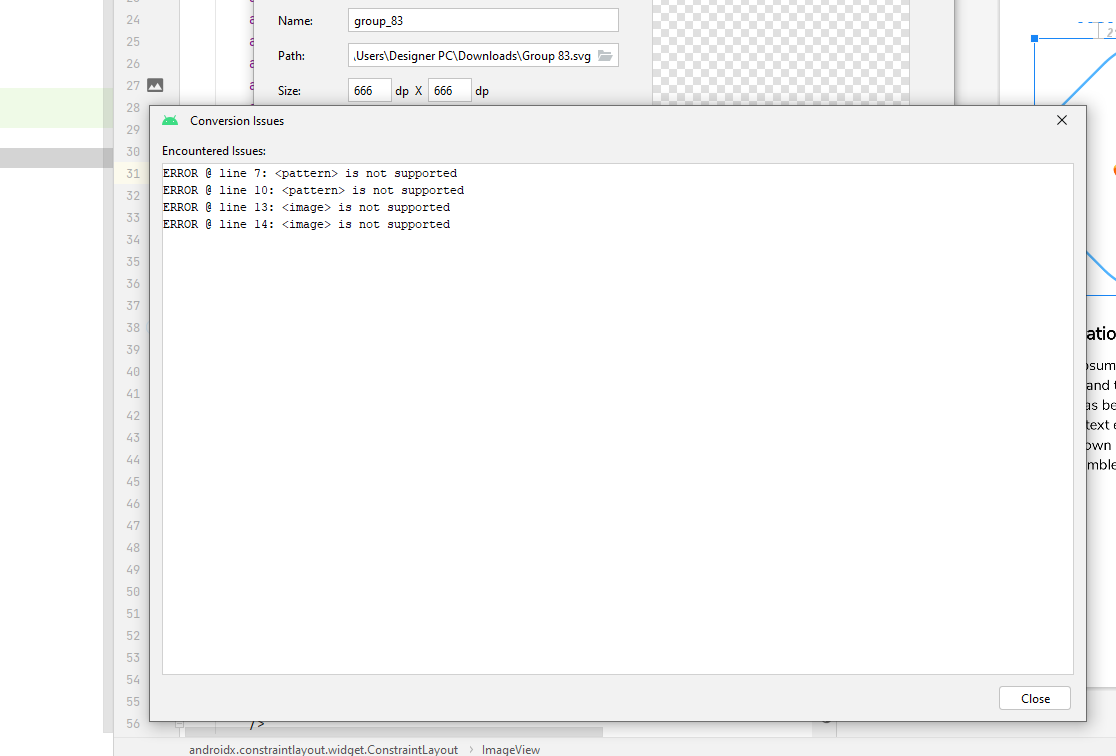 24
25
26
27
28
29
30
31
32
33
34
35
36
37
38
39
40
41
42
43
44
45
46
47
48
49
50
51
52
53
54
55
56
Name: group_83
Path: \Users\Designer PC\Downloads\Group 83.svg
Size: 666 dp X 666 dp
Conversion Issues
Encountered Issues:
ERROR @ line 7: <pattern> is not supported
ERROR @ line 10: <pattern> is not supported
ERROR @ line 13: <image> is not supported
ERROR @ line 14: <image> is not supported
Close
/>
androidx.constraintlayout.widget.ConstraintLayout › ImageView
atio
osum
and t
as be
text e
own
mble